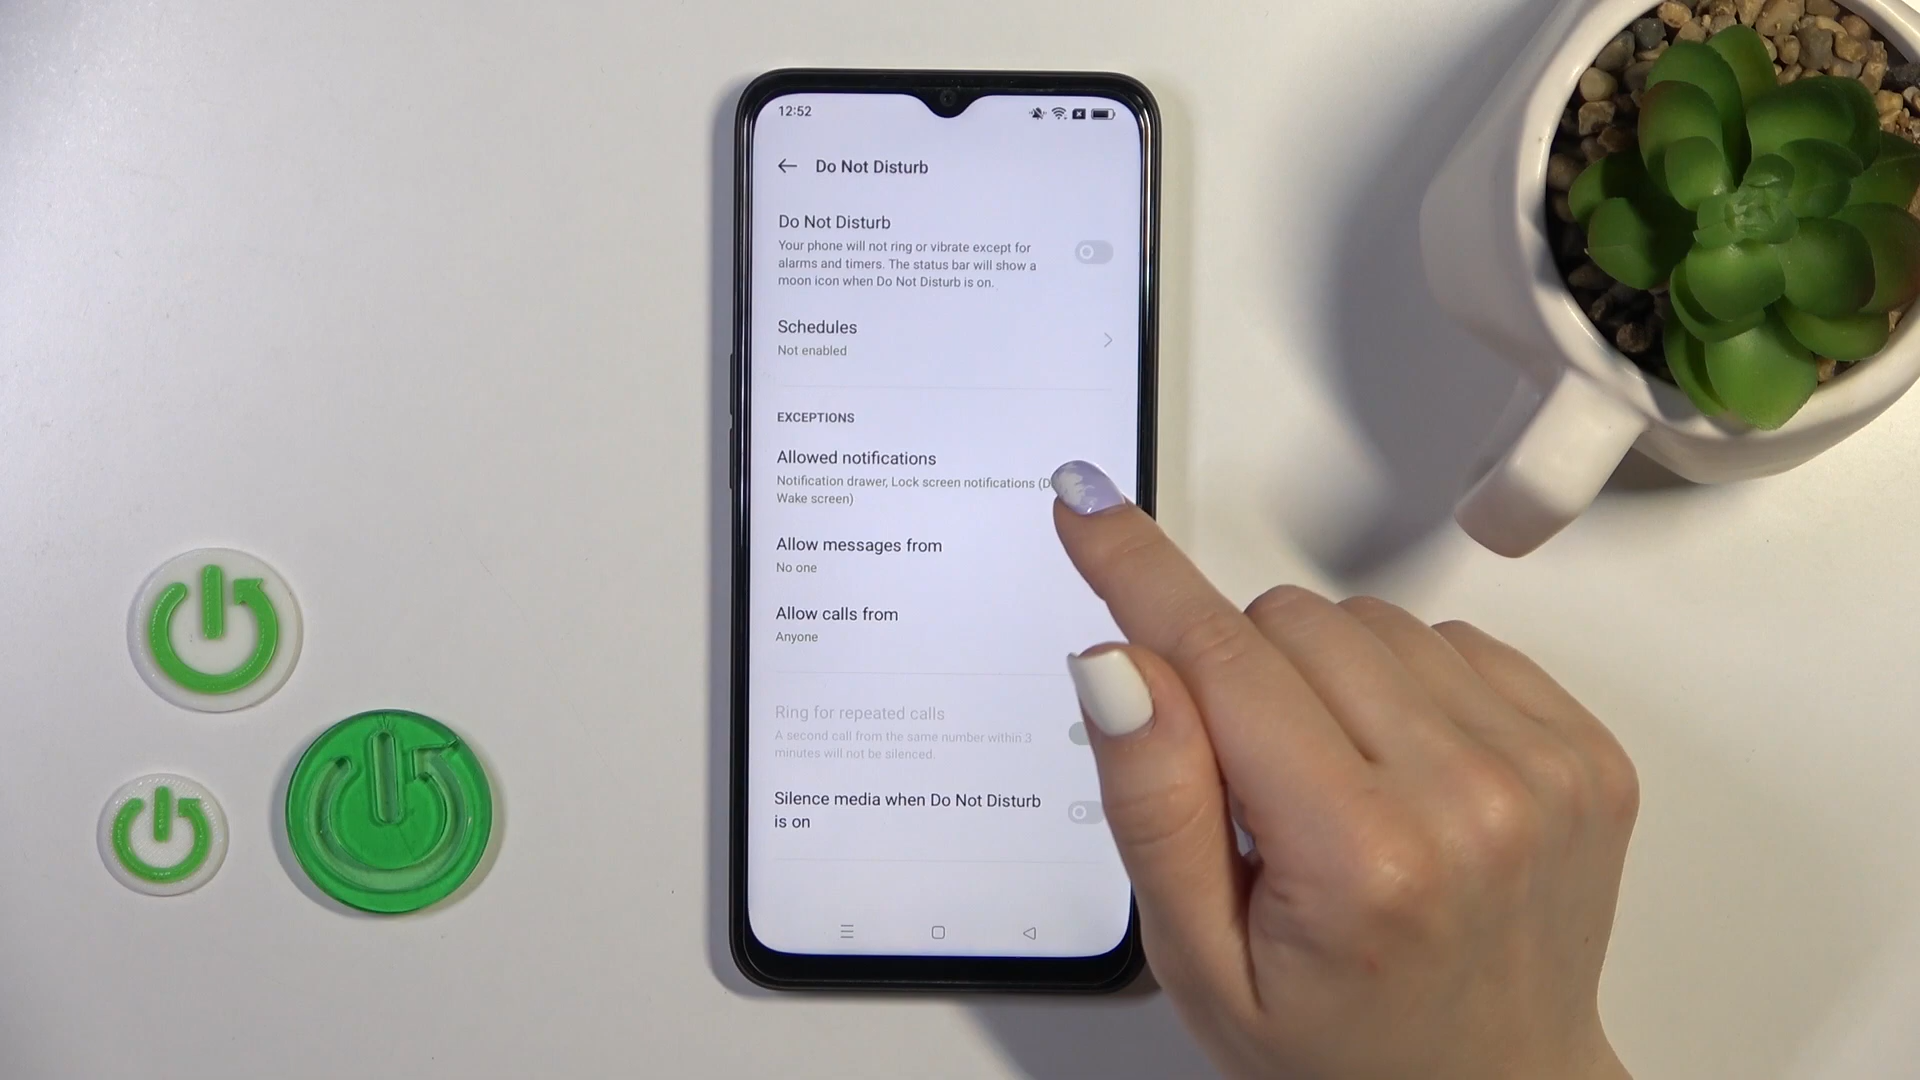 12:52
Do Not Disturb
Do Not Disturb
Your phone will not ring or vibrate except for
alarms and timers. The status bar will show a
moon icon when Do Not Disturb is on.
Schedules
Not enabled
EXCEPTIONS
Allowed notifications
Notification drawer, Lock screen notifications
Wake screen)
Allow messages from
No one
Allow calls from
Anyone
Ring for repeated calls
A second call from the same number within 3
minutes will not be silenced.
Silence media when Do Not Disturb
is on